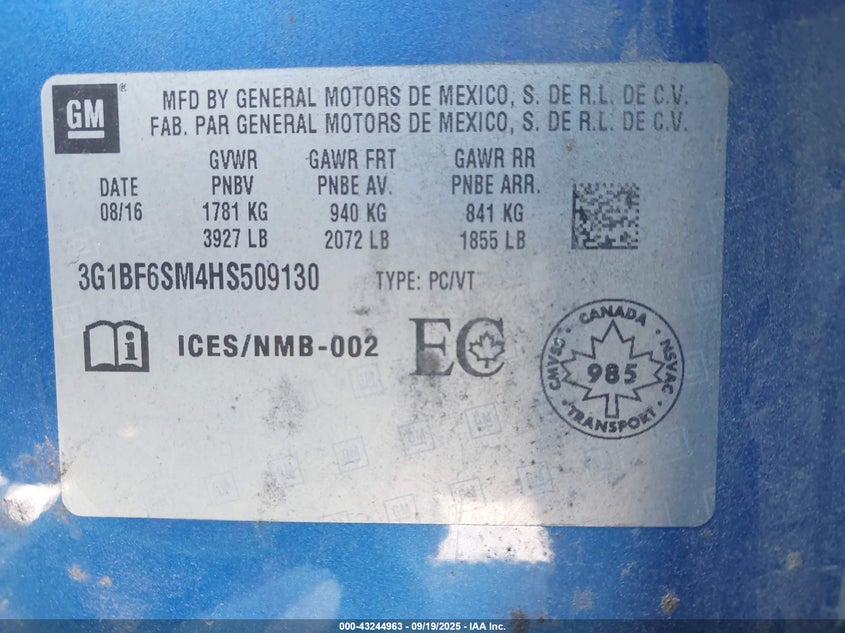 GM
MFD BY GENERAL MOTORS DE MEXICO, S. DE R.L. DE C.V.
FAB. PAR GENERAL MOTORS DE MEXICO, S. DE R.L. DE C.V.
GVWR GAWR FRT GAWR RR
DATE PNBV PNBE AV. PNBE ARR.
08/16 1781 KG 940 KG 841 KG
3927 LB 2072 LB 1855 LB
3G1BF6SM4HS509130 TYPE: PC/VT
ICES/NMB-002 EC
CANADA
CMVSS NSVAC
985
TRANSPORT
000-43244963 - 09/19/2025 - IAA Inc.